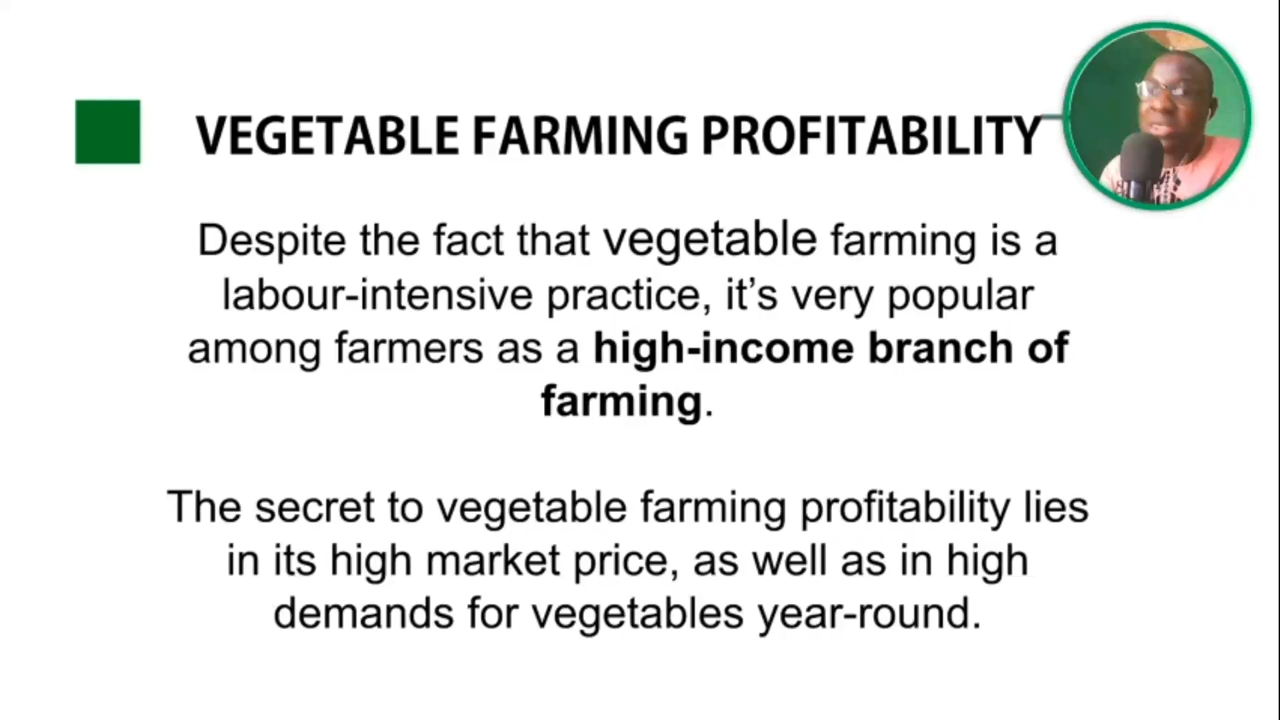 VEGETABLE FARMING PROFITABILITY
Despite the fact that vegetable farming is a
labour-intensive practice, it’s very popular
among farmers as a high-income branch of
farming.
The secret to vegetable farming profitability lies
in its high market price, as well as in high
demands for vegetables year-round.